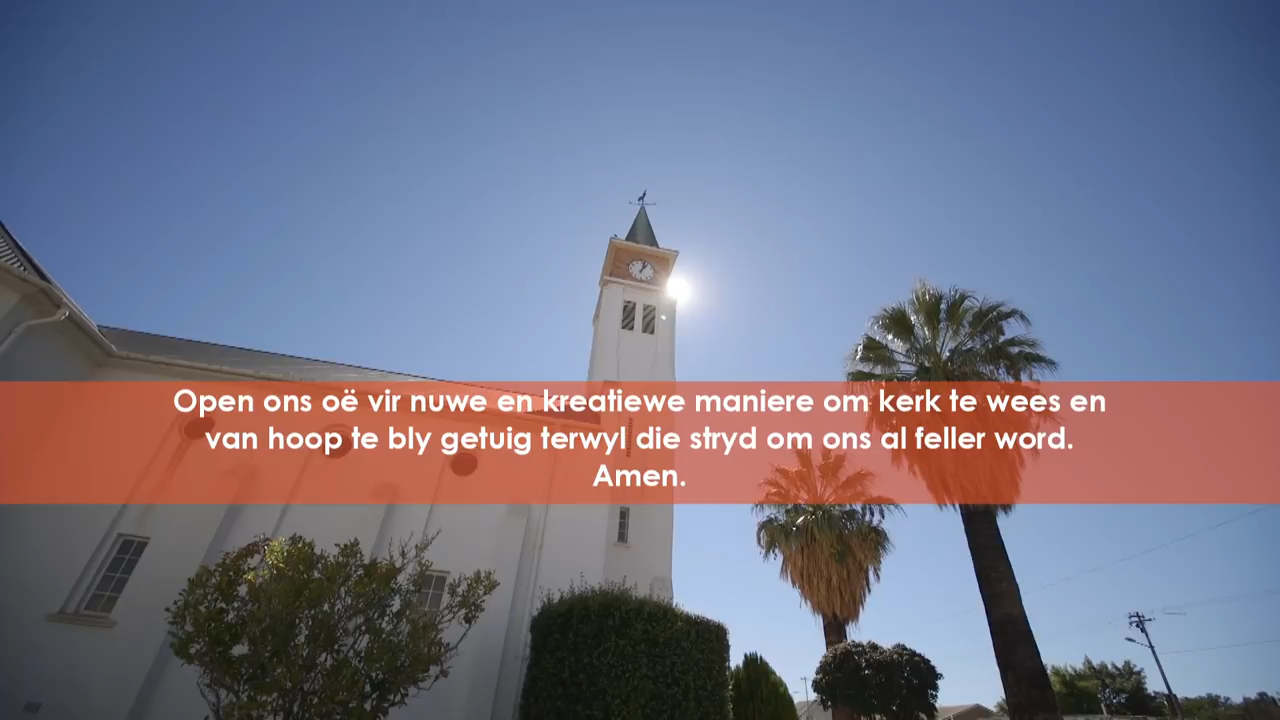 Open ons oë vir nuwe en kreatiewe maniere om kerk te wees en
van hoop te bly getuig terwyl die stryd om ons al feller word.
Amen.